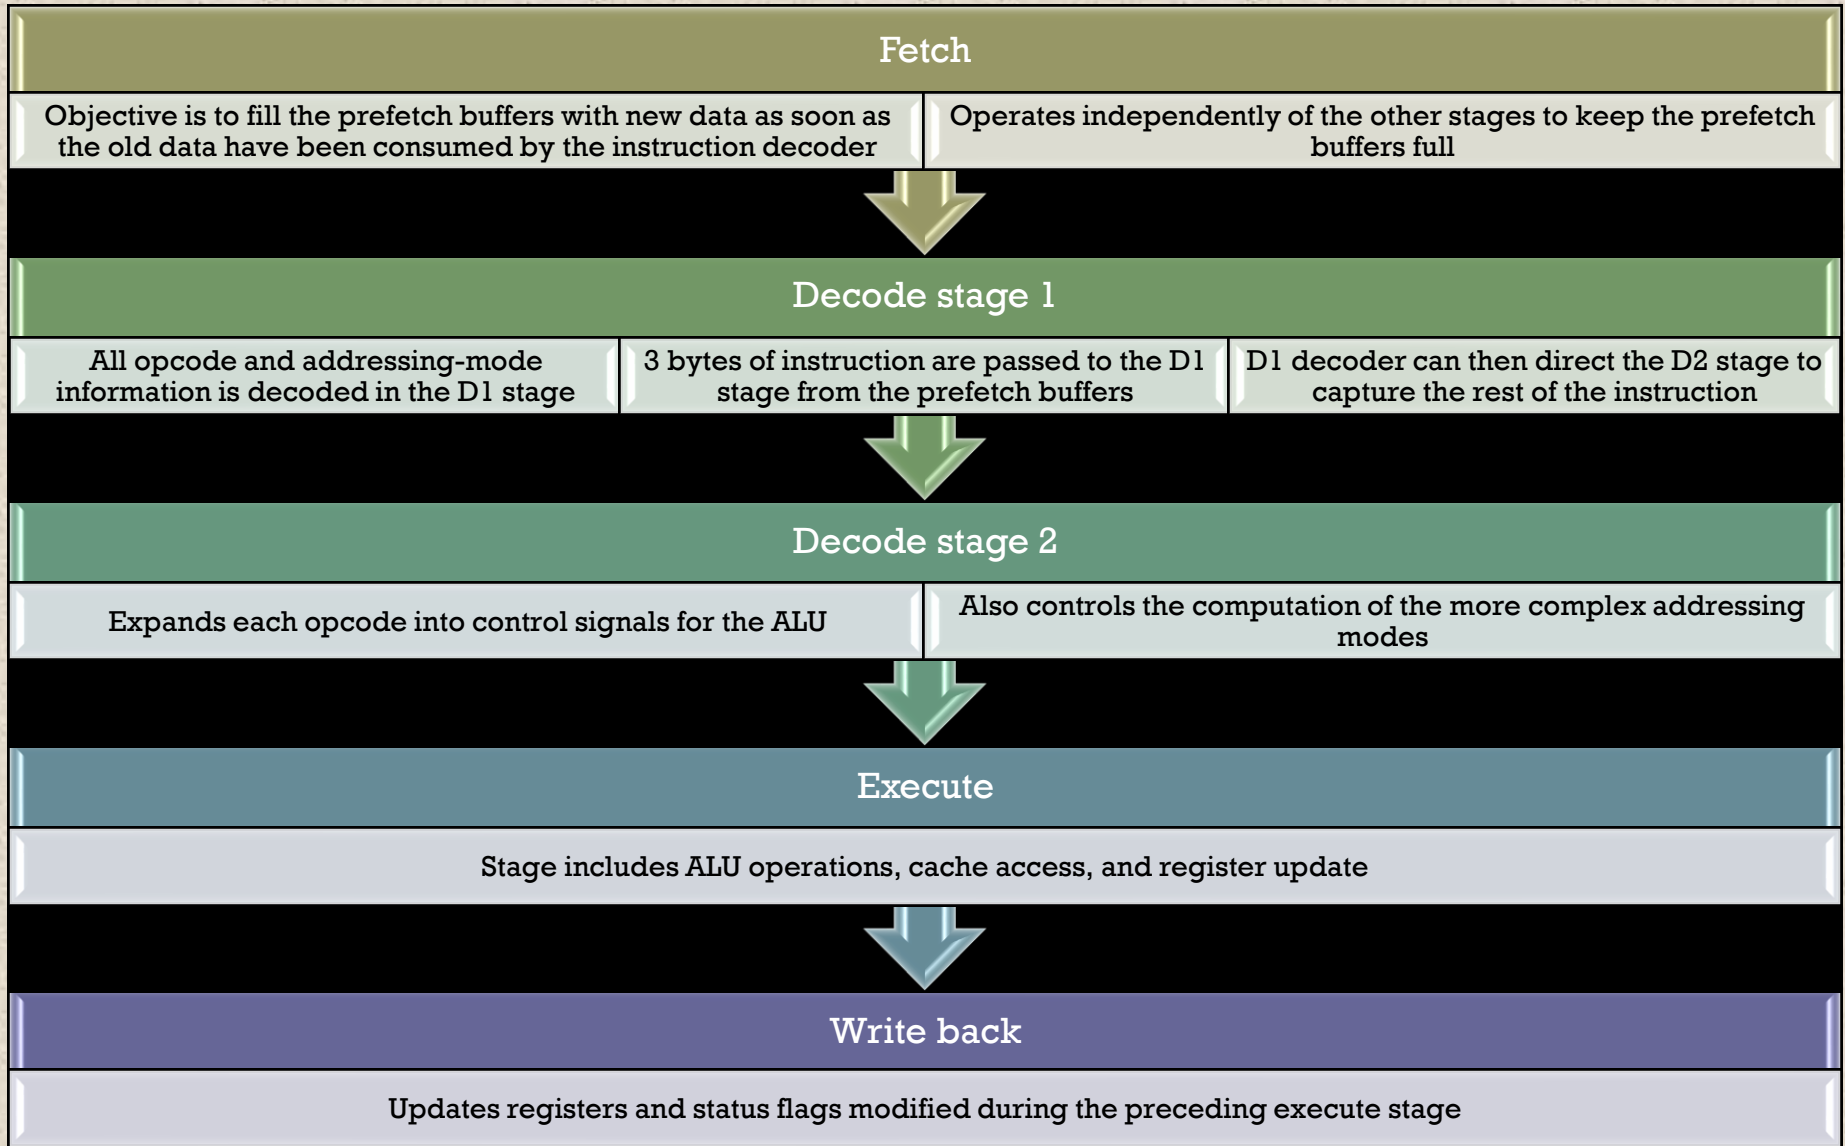 Fetch
Objective is to fill the prefetch buffers with new data as soon as
the old data have been consumed by the instruction decoder
Operates independently of the other stages to keep the prefetch
buffers full
Decode stage 1
All opcode and addressing-mode
information is decoded in the D1 stage
3 bytes of instruction are passed to the D1
stage from the prefetch buffers
D1 decoder can then direct the D2 stage to
capture the rest of the instruction
Decode stage 2
Expands each opcode into control signals for the ALU
Also controls the computation of the more complex addressing
modes
Execute
Stage includes ALU operations, cache access, and register update
Write back
Updates registers and status flags modified during the preceding execute stage